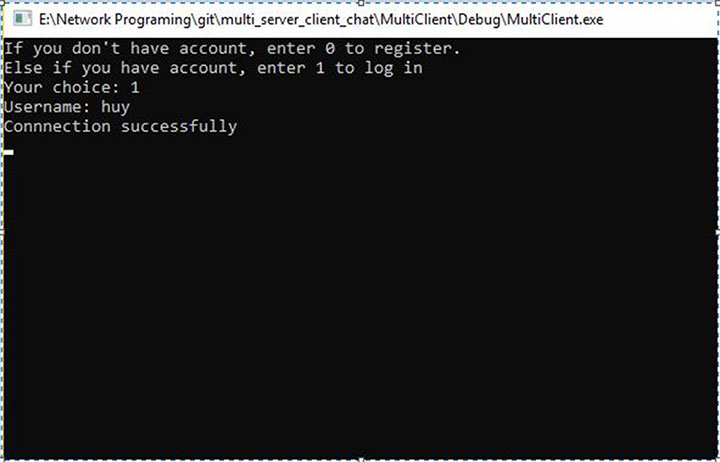 E:\Network Programing\git\multi_server_client_chat\MultiClient\Debug\MultiClient.exe
If you don't have account, enter 0 to register.
Else if you have account, enter 1 to log in
Your choice: 1
Username: huy
Connnection successfully